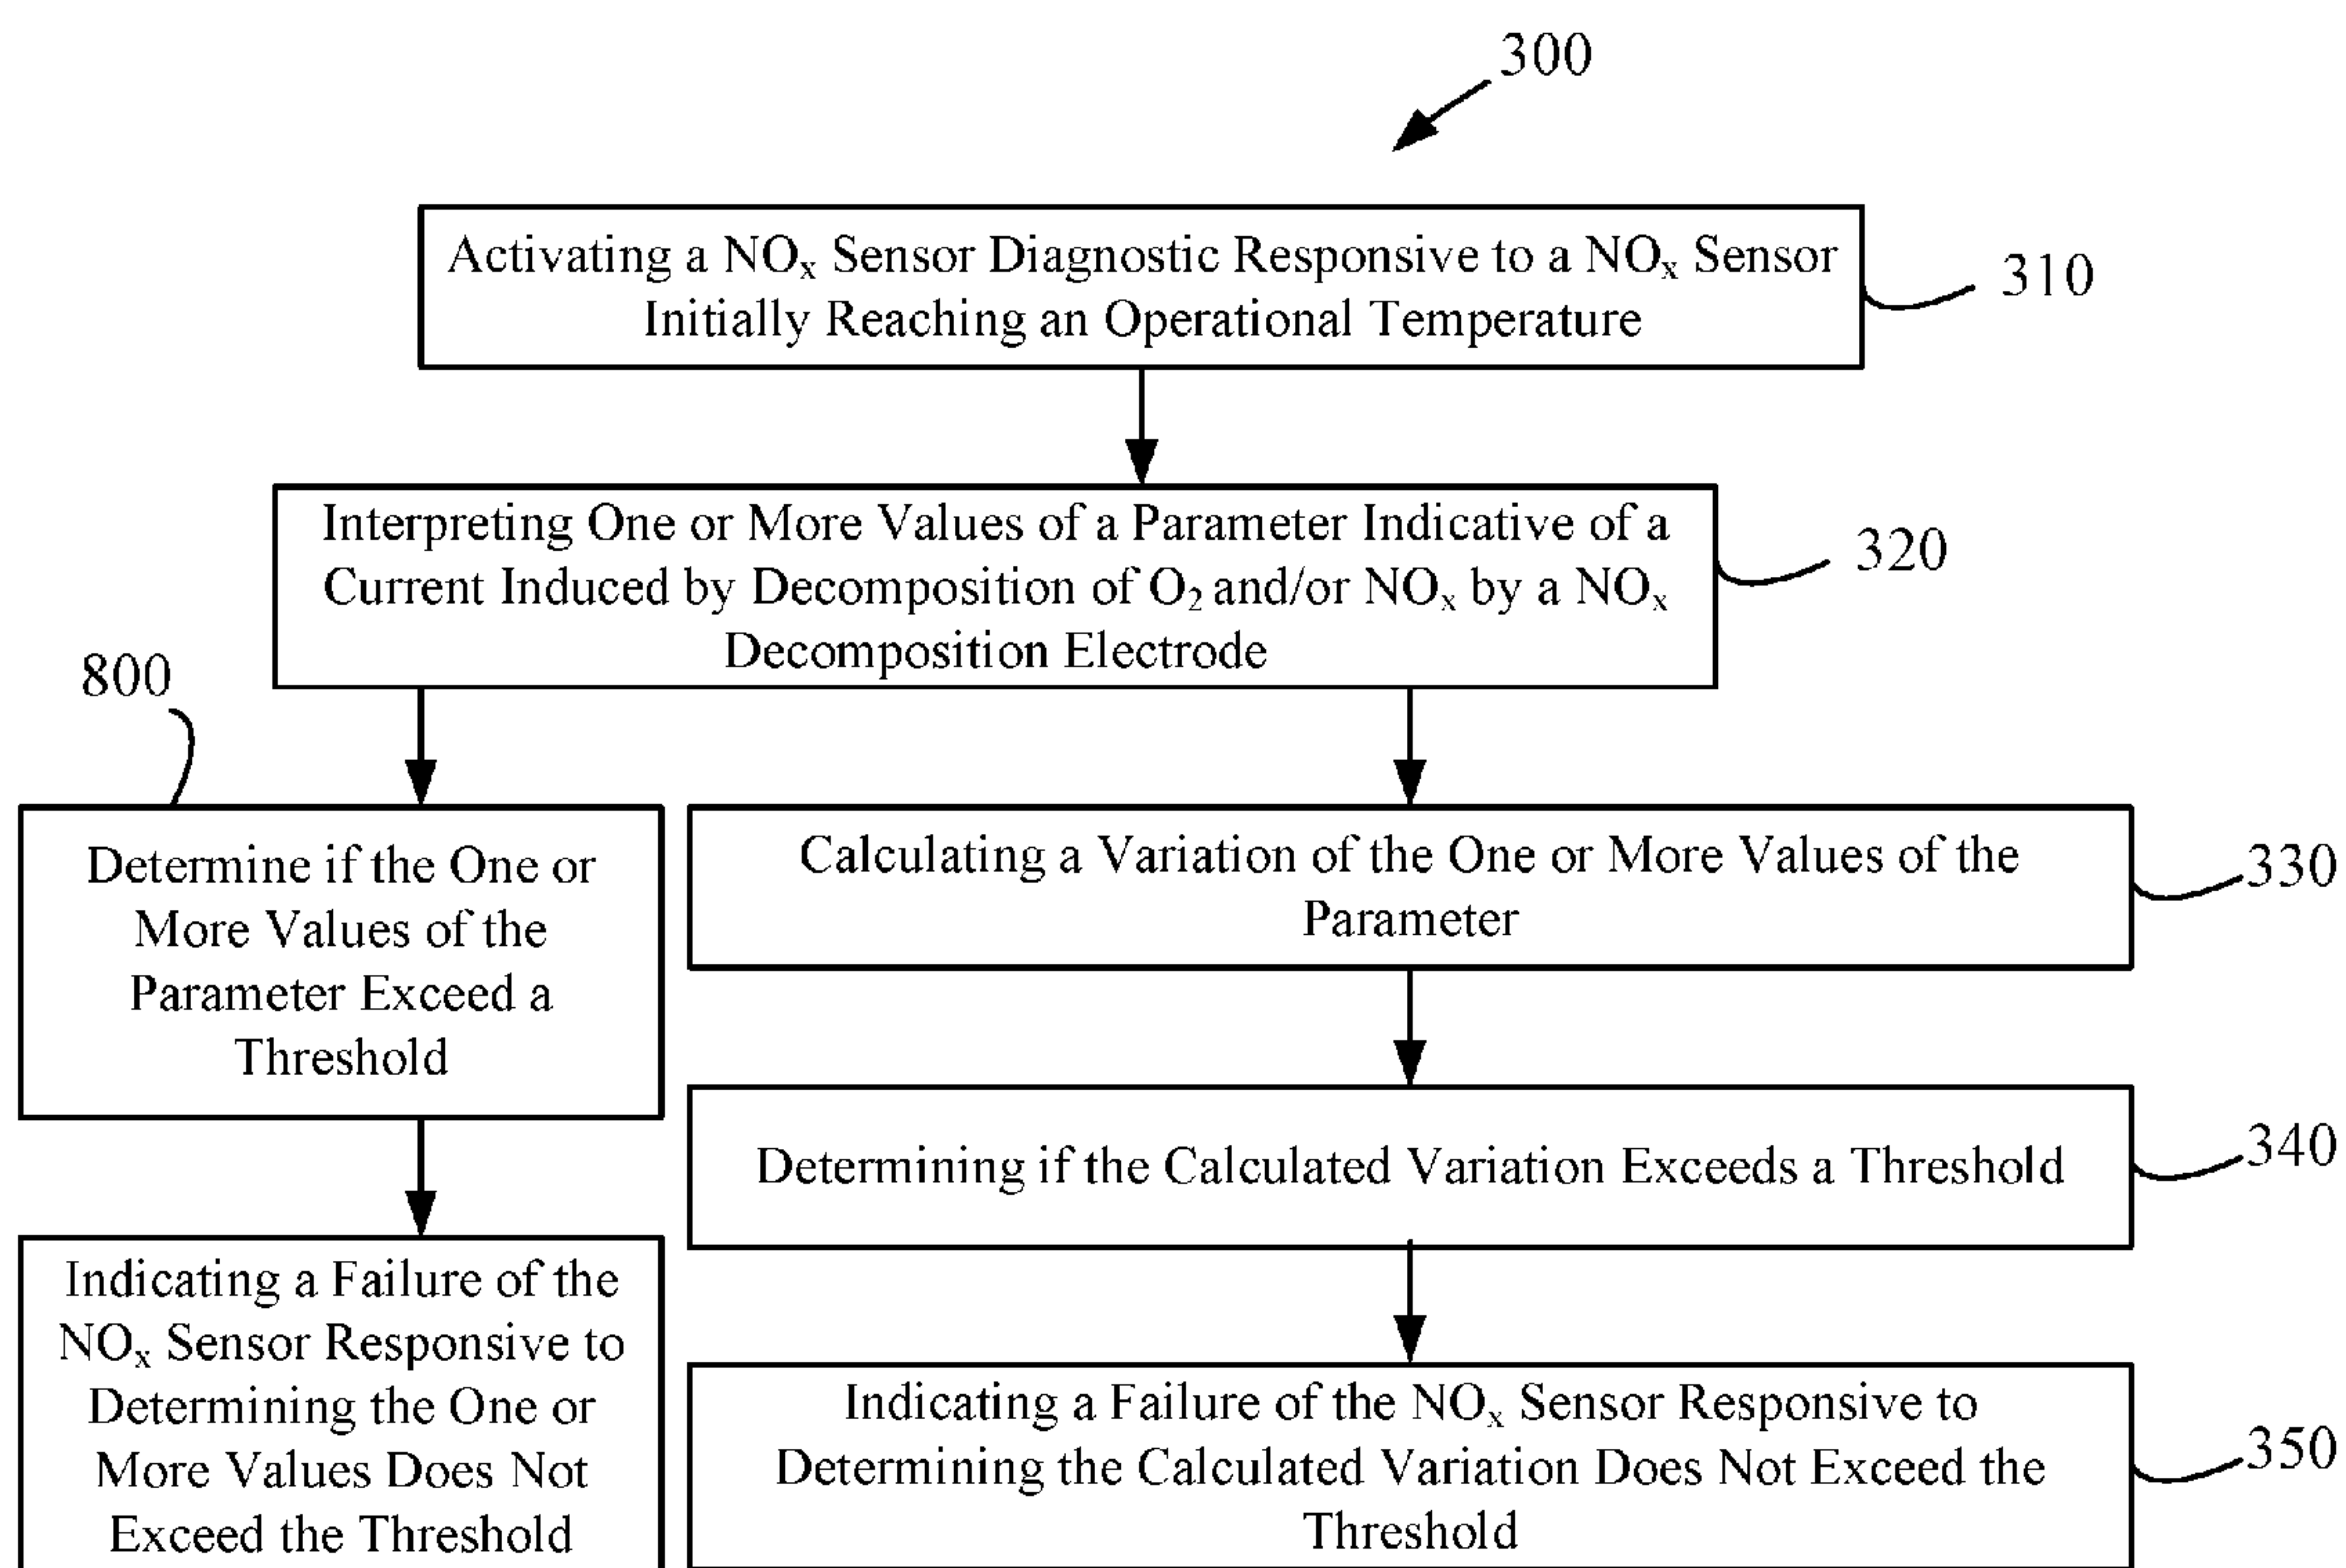 300
Activating a NOₓ Sensor Diagnostic Responsive to a NOₓ Sensor
Initially Reaching an Operational Temperature
310
Interpreting One or More Values of a Parameter Indicative of a
Current Induced by Decomposition of O₂ and/or NOₓ by a NOₓ
Decomposition Electrode
320
800
Determine if the One or
More Values of the
Parameter Exceed a
Threshold
Calculating a Variation of the One or More Values of the
Parameter
330
Determining if the Calculated Variation Exceeds a Threshold
340
Indicating a Failure of the
NOₓ Sensor Responsive to
Determining the One or
More Values Does Not
Exceed the Threshold
Indicating a Failure of the NOₓ Sensor Responsive to
Determining the Calculated Variation Does Not Exceed the
Threshold
350